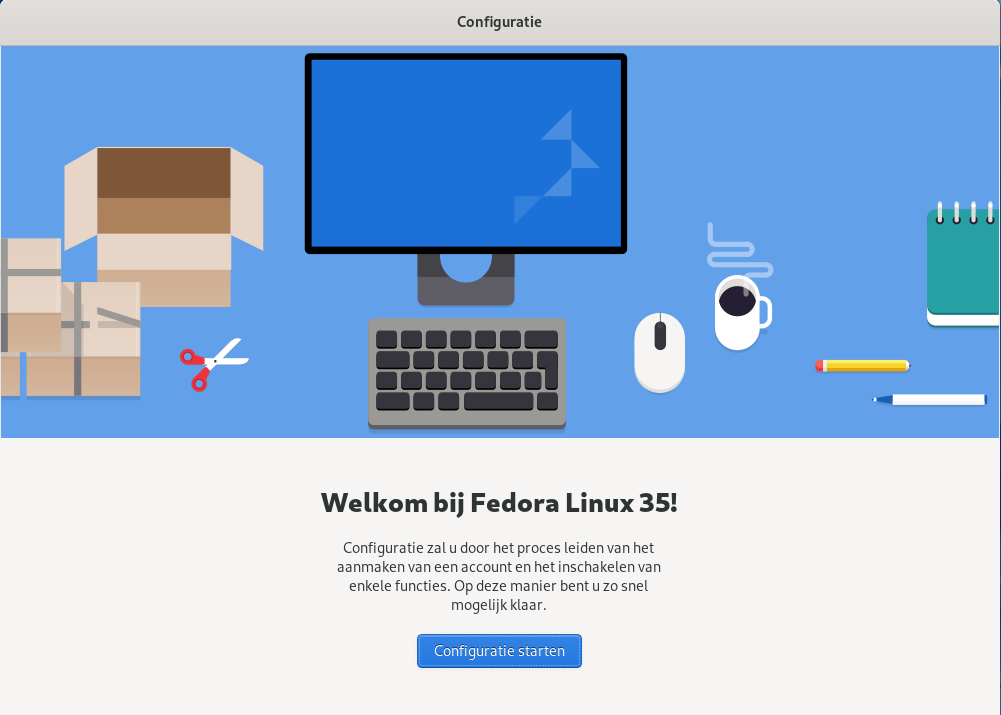 Configuratie
Welkom bij Fedora Linux 35!
Configuratie zal u door het proces leiden van het
aanmaken van een account en het inschakelen van
enkele functies. Op deze manier bent u zo snel
mogelijk klaar.
Configuratie starten